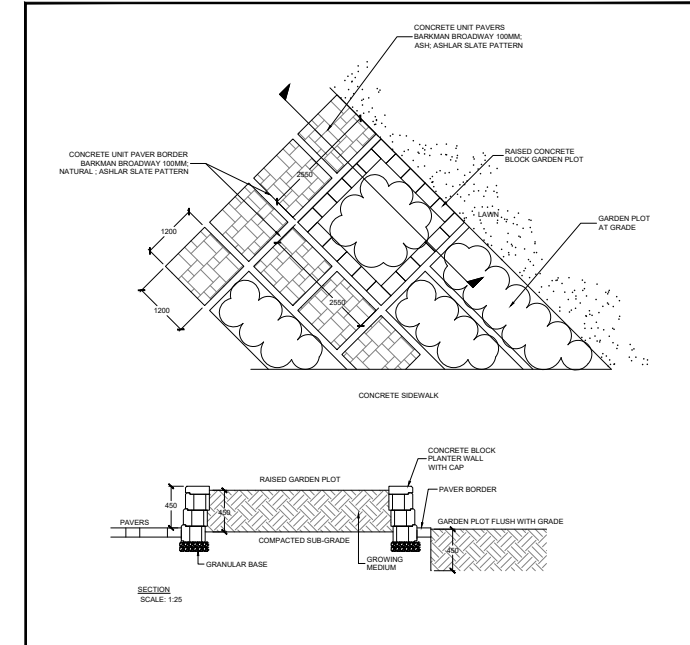 CONCRETE UNIT PAVERS
BARKMAN BROADWAY 100MM;
ASH; ASHLAR SLATE PATTERN
CONCRETE UNIT PAVER BORDER
BARKMAN BROADWAY 100MM;
NATURAL ; ASHLAR SLATE PATTERN
RAISED CONCRETE
BLOCK GARDEN PLOT
2550
LAWN
GARDEN PLOT
AT GRADE
1200
1200
2550
CONCRETE SIDEWALK
CONCRETE BLOCK
PLANTER WALL
WITH CAP
RAISED GARDEN PLOT
PAVER BORDER
450
450
PAVERS
GARDEN PLOT FLUSH WITH GRADE
COMPACTED SUB-GRADE
450
GRANULAR BASE
GROWING
MEDIUM
SECTION
SCALE: 1:25